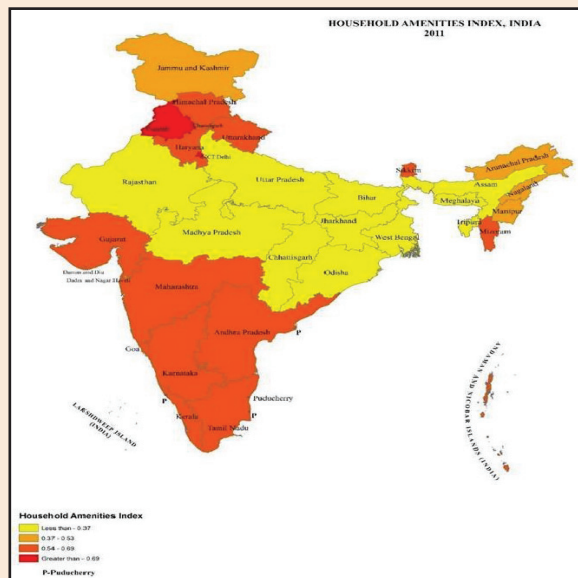 HOUSEHOLD AMENITIES INDEX, INDIA
2011
Jammu and Kashmir
Himachal Pradesh
Chandigarh
Uttarakhand
Haryana
NCT Delhi
Rajasthan
Uttar Pradesh
Bihar
Sikkim
Arunachal Pradesh
Assam
Nagaland
Meghalaya
Manipur
Tripura
Mizoram
Jharkhand
West Bengal
Gujarat
Madhya Pradesh
Chhattisgarh
Odisha
Daman and Diu
Dadra and Nagar Haveli
Maharashtra
Andhra Pradesh
P
Goa
Karnataka
P
Puducherry
P
Kerala
Tamil Nadu
LAKSHDWEEP ISLAND
(INDIA)
ANDAMAN AND NICOBAR ISLANDS (INDIA)
Household Amenities Index
Less than - 0.37
0.37 - 0.53
0.54 - 0.69
Greater than - 0.69
P-Puducherry